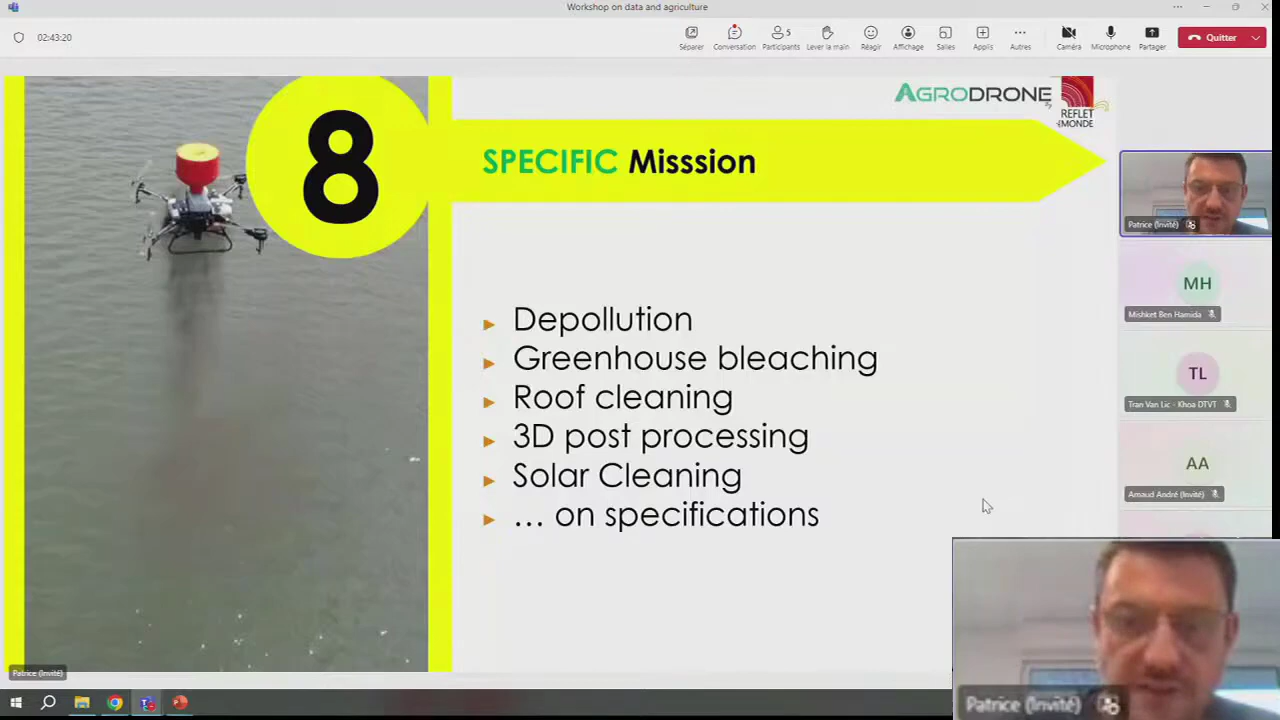 Workshop on data and agriculture
02:43:20
Séparer
Conversation
5
Participants
Lever la main
Réagir
Affichage
Salles
Applis
Autres
Caméra
Microphone
Partager
Quitter
8
SPECIFIC Misssion
AGRODRONE
By
REFLET
DU MONDE
Depollution
Greenhouse bleaching
Roof cleaning
3D post processing
Solar Cleaning
… on specifications
Patrice (Invité)
MH
Mishket Ben Hamida
TL
Tran Van Lic - Khoa DTVT
AA
Arnaud André (Invité)
Patrice (Invité)
Patrice (Invité)